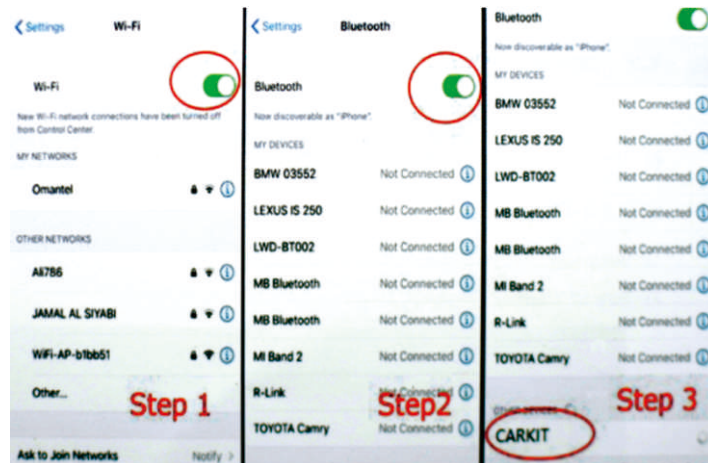 Settings
Wi-Fi
Wi-Fi
New Wi-Fi network connections have been turned off
from Control Center.
MY NETWORKS
Omantel
OTHER NETWORKS
Ali786
JAMAL AL SIYABI
WiFi-AP-b1bb51
Other...
Step 1
Ask to Join Networks
Notify
Settings
Bluetooth
Bluetooth
Now discoverable as "iPhone".
MY DEVICES
BMW 03552 Not Connected
LEXUS IS 250 Not Connected
LWD-BT002 Not Connected
MB Bluetooth Not Connected
MB Bluetooth Not Connected
MI Band 2 Not Connected
R-Link Not Connected
Step2
TOYOTA Camry Not Connected
Bluetooth
Now discoverable as "iPhone".
MY DEVICES
BMW 03552 Not Connected
LEXUS IS 250 Not Connected
LWD-BT002 Not Connected
MB Bluetooth Not Connected
MB Bluetooth Not Connected
MI Band 2 Not Connected
R-Link Not Connected
TOYOTA Camry Not Connected
Step 3
OTHER DEVICES
CARKIT